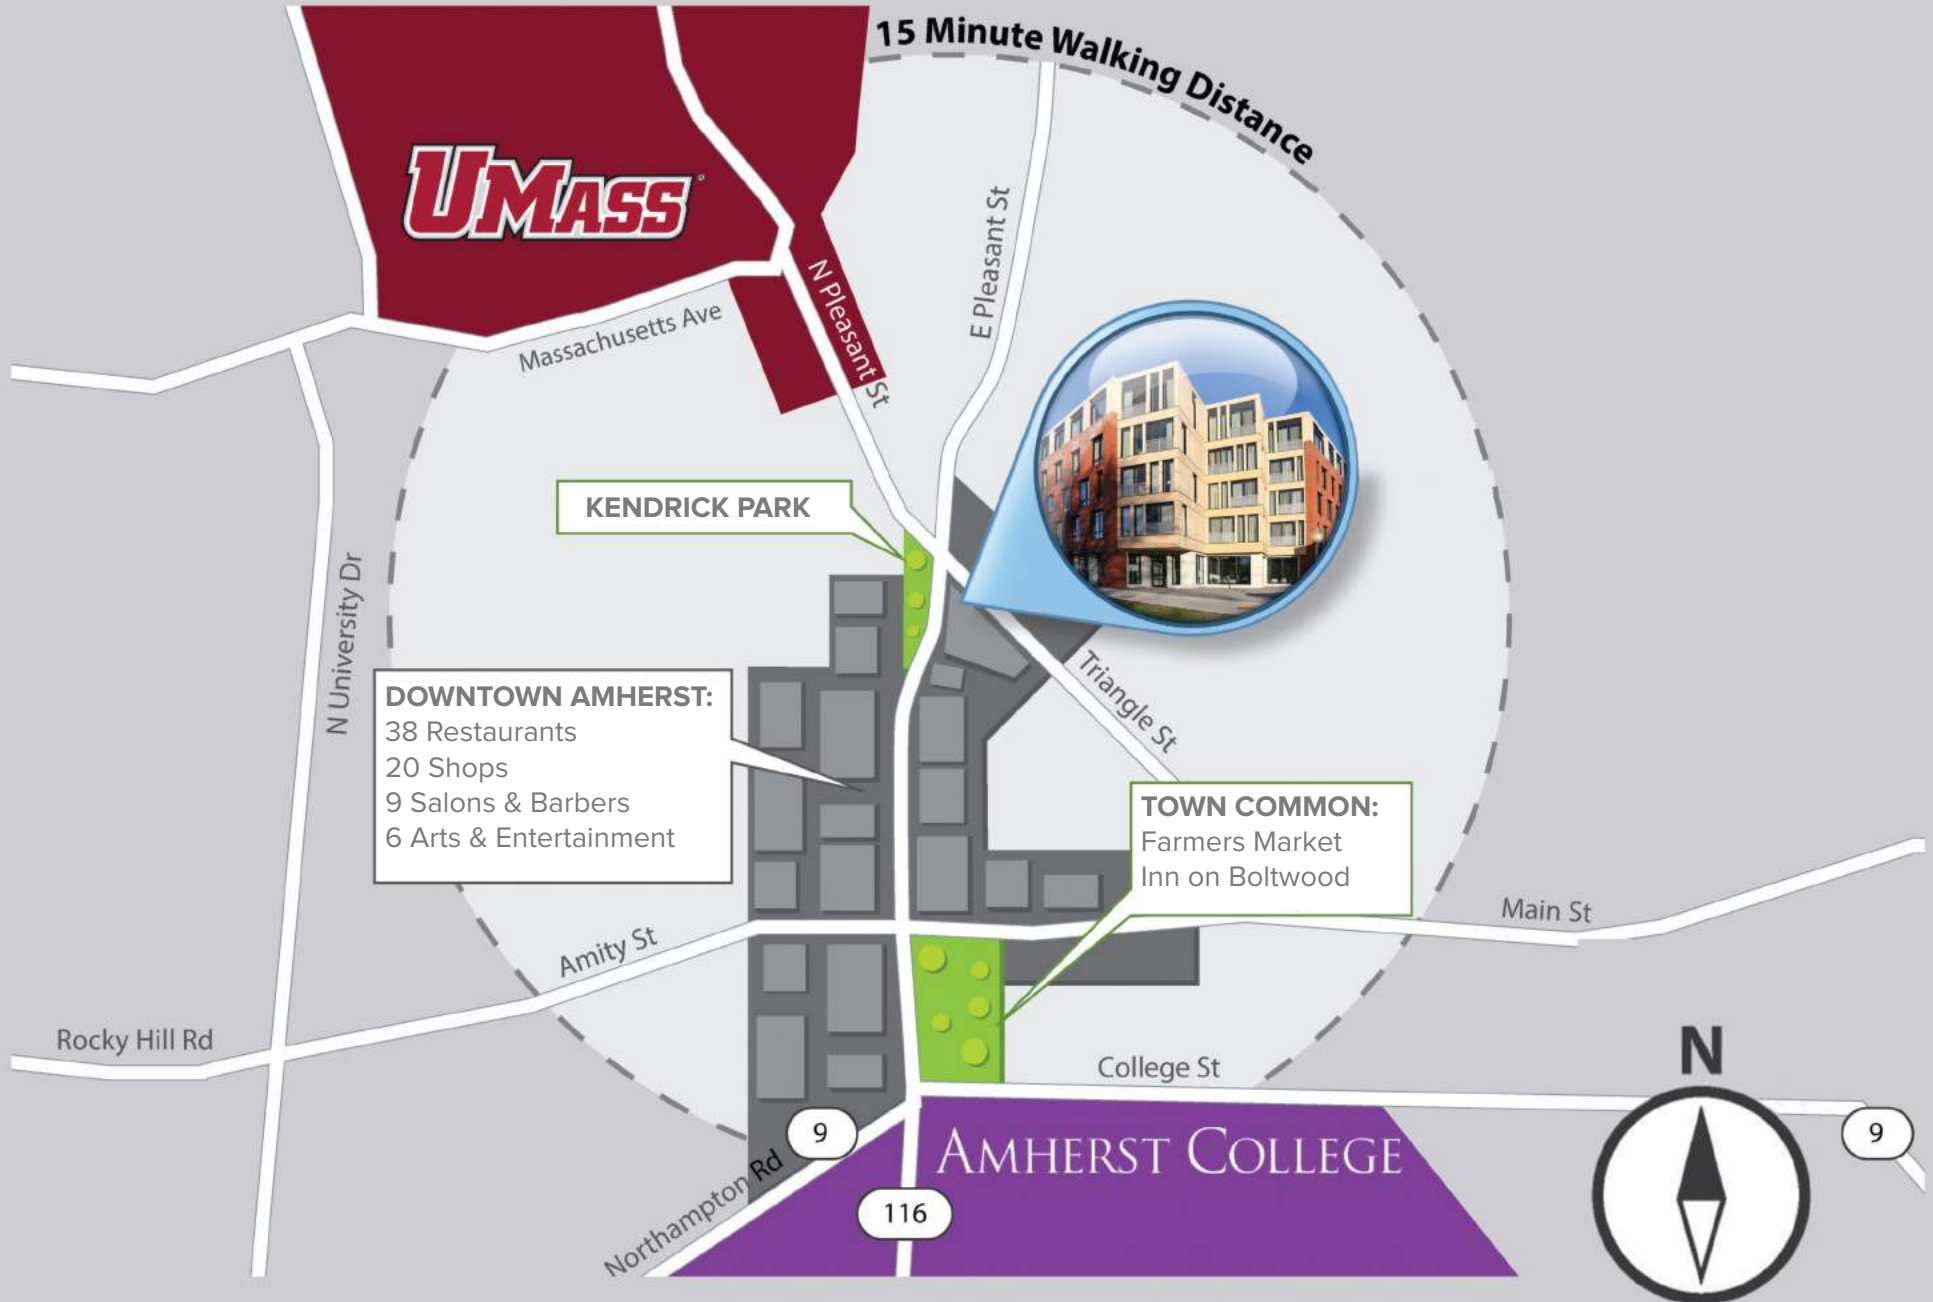 15 Minute Walking Distance
UMASS
N Pleasant St
E Pleasant St
Massachusetts Ave
KENDRICK PARK
N University Dr
DOWNTOWN AMHERST:
38 Restaurants
20 Shops
9 Salons & Barbers
6 Arts & Entertainment
Triangle St
TOWN COMMON:
Farmers Market
Inn on Boltwood
Main St
Amity St
Rocky Hill Rd
College St
N
9
9
AMHERST COLLEGE
Northampton Rd
116